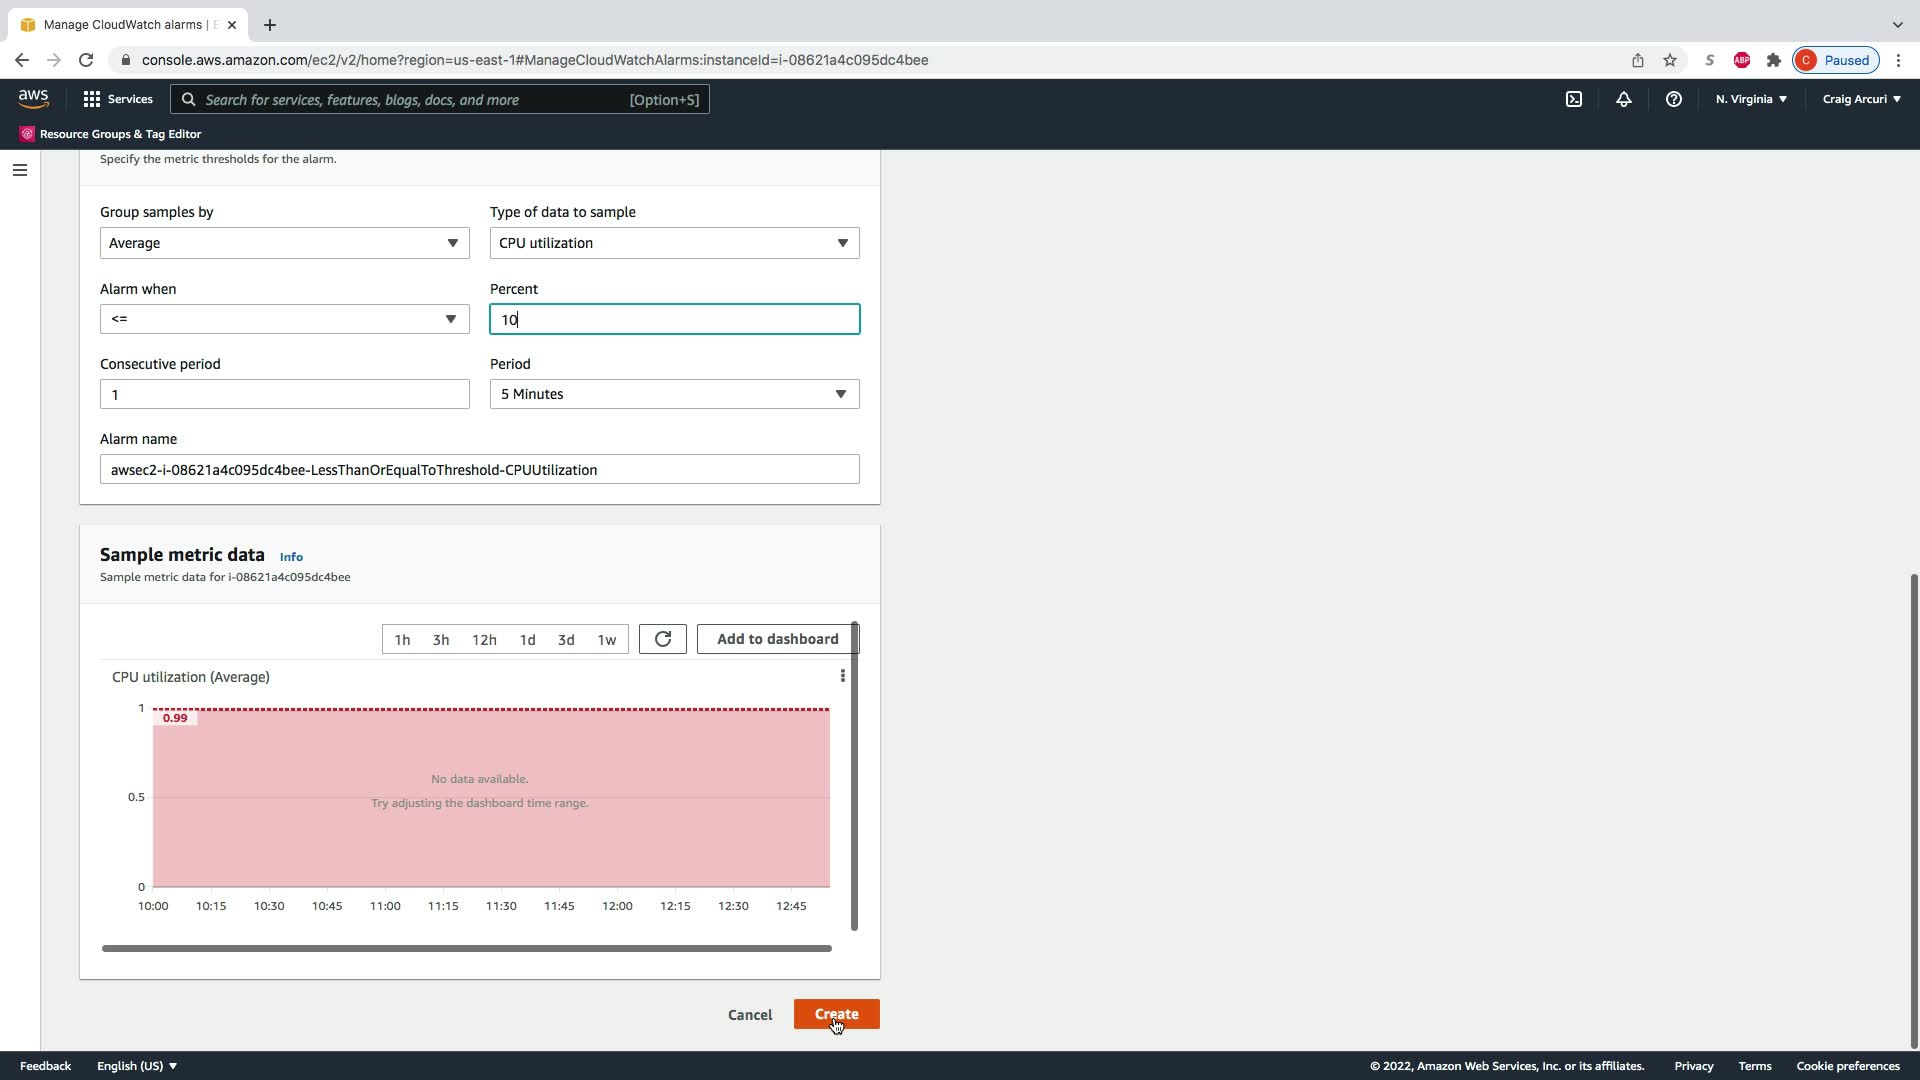 Manage CloudWatch alarms | E
console.aws.amazon.com/ec2/v2/home?region=us-east-1#ManageCloudWatchAlarms:instanceId=i-08621a4c095dc4bee
S
ABP
C
Paused
aws
Services
Search for services, features, blogs, docs, and more
[Option+S]
N. Virginia
Craig Arcuri
Resource Groups & Tag Editor
Specify the metric thresholds for the alarm.
Group samples by
Type of data to sample
Average
CPU utilization
Alarm when
Percent
<=
10
Consecutive period
Period
1
5 Minutes
Alarm name
awsec2-i-08621a4c095dc4bee-LessThanOrEqualToThreshold-CPUUtilization
Sample metric data Info
Sample metric data for i-08621a4c095dc4bee
1h 3h 12h 1d 3d 1w
Add to dashboard
CPU utilization (Average)
1
0.99
No data available.
0.5
Try adjusting the dashboard time range.
0
10:00 10:15 10:30 10:45 11:00 11:15 11:30 11:45 12:00 12:15 12:30 12:45
Cancel
Create
Feedback
English (US)
© 2022, Amazon Web Services, Inc. or its affiliates.
Privacy
Terms
Cookie preferences